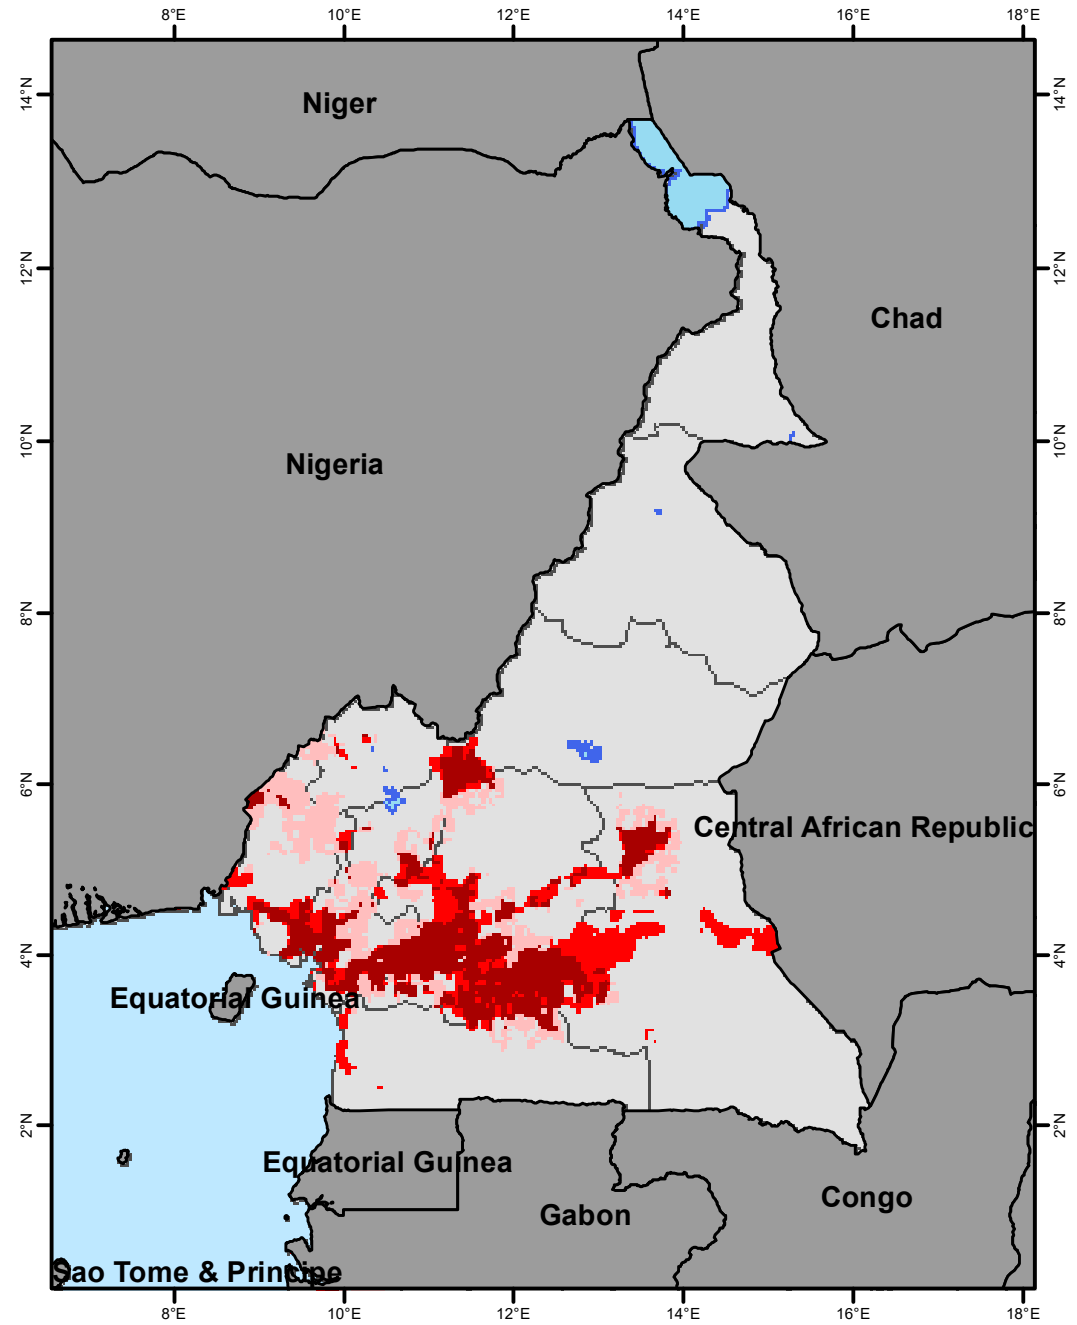 8°E 10°E 12°E 14°E 16°E 18°E
14°N 14°N
Niger
12°N 12°N
Chad
10°N 10°N
Nigeria
8°N 8°N
6°N 6°N
Central African Republic
4°N 4°N
Equatorial Guinea
2°N 2°N
Equatorial Guinea
Congo
Gabon
Sao Tome & Principe
8°E 10°E 12°E 14°E 16°E 18°E